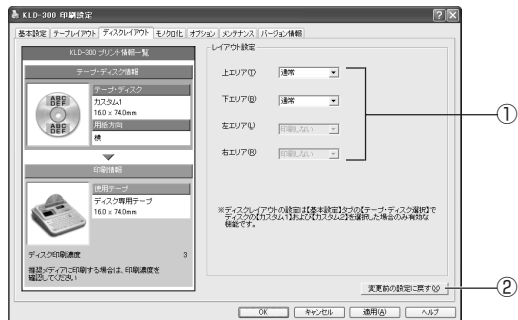 KLD-300 印刷設定
基本設定 テープレイアウト ディスクレイアウト モノクロ化 オプション メンテナンス バージョン情報
KLD-300 プリント情報一覧
テープ・ディスク情報
テープ・ディスク
カスタム1
16.0 x 74.0mm
用紙方向
横
ABC
DEF
ABC
DEF
印刷情報
使用テープ
ディスク専用テープ
16.0 x 74.0mm
ディスク印刷濃度 3
推奨メディアに印刷する場合は、印刷濃度を
確認してください
レイアウト設定
上エリア(T) 通常
下エリア(B) 通常
左エリア(L) 印刷しない
右エリア(R) 印刷しない
①
※ディスクレイアウトの設定は【基本設定】タブの【テープ・ディスク選択】で
ディスクの【カスタム1】および【カスタム2】を選択した場合のみ有効な
機能です。
変更前の設定に戻す(X)
②
OK キャンセル 適用(A) ヘルプ